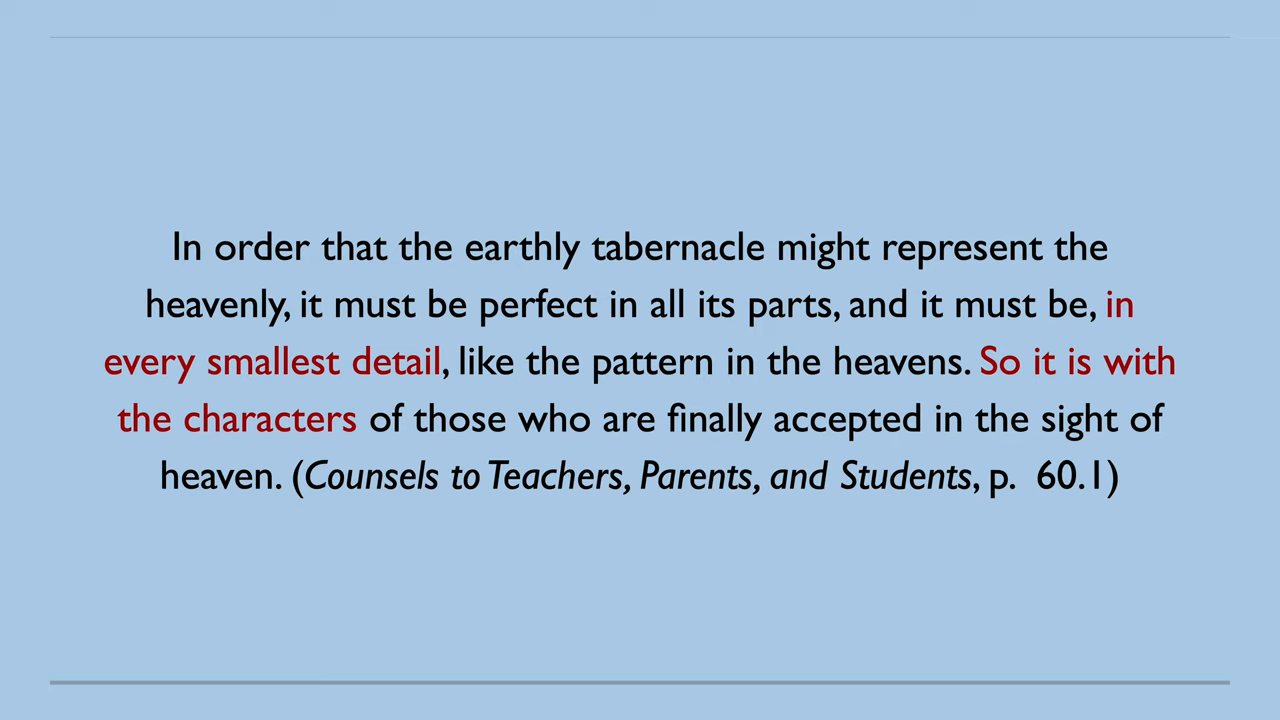 In order that the earthly tabernacle might represent the
heavenly, it must be perfect in all its parts, and it must be, in
every smallest detail, like the pattern in the heavens. So it is with
the characters of those who are finally accepted in the sight of
heaven. (Counsels to Teachers, Parents, and Students, p.  60.1)